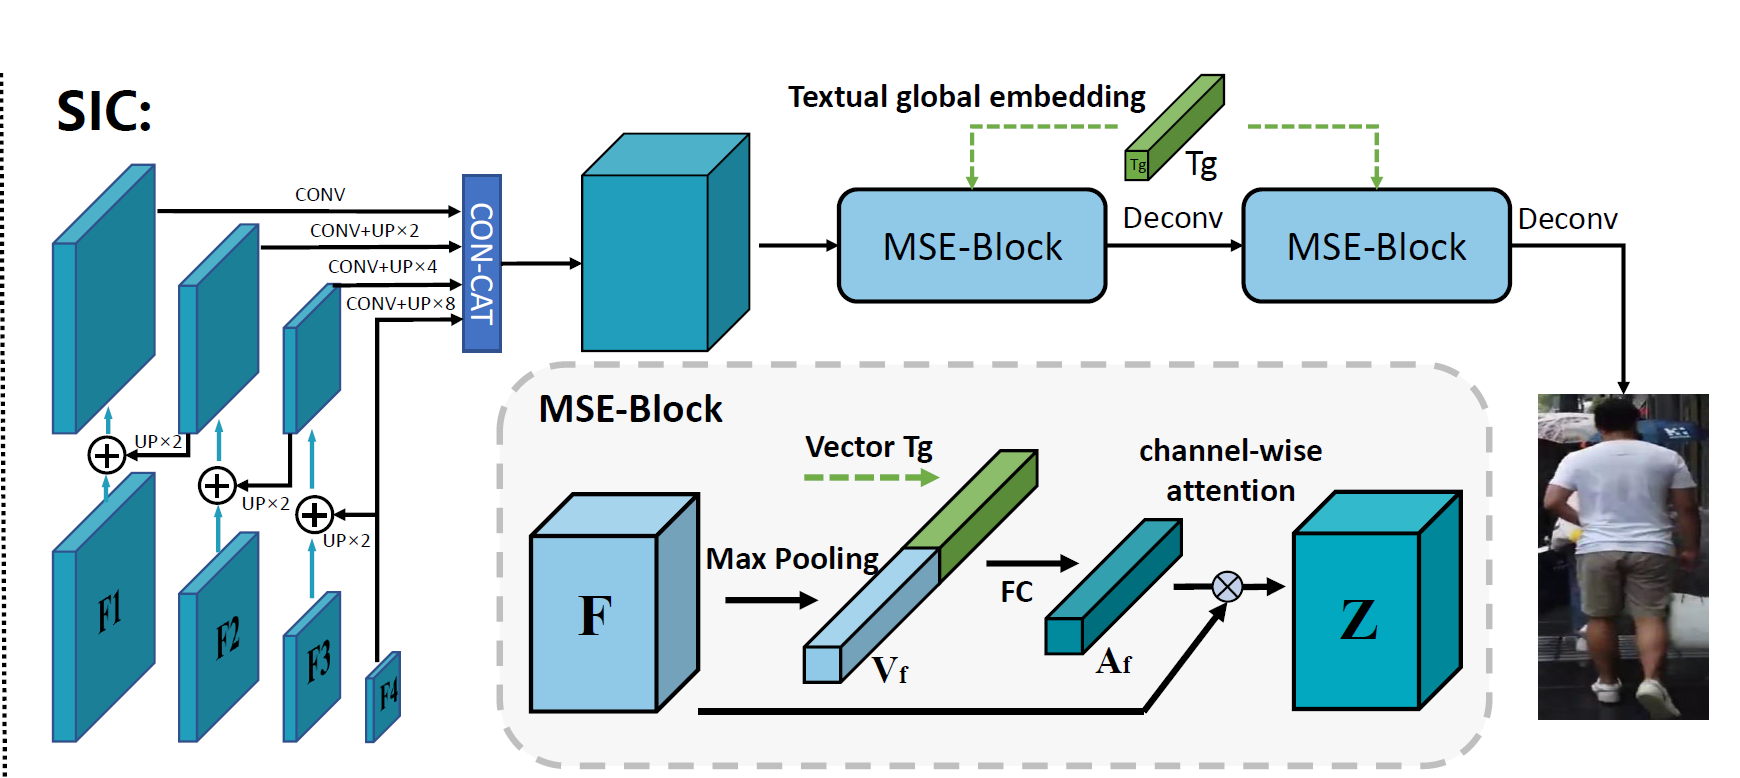 SIC:
Textual global embedding
Tg
Tg
CONV
CONV+UP×2
CONV+UP×4
CONV+UP×8
CON-CAT
MSE-Block
Deconv
MSE-Block
Deconv
UP×2
UP×2
UP×2
F1
F2
F3
F4
MSE-Block
Vector Tg
channel-wise
attention
Max Pooling
F
FC
Vf
Af
Z